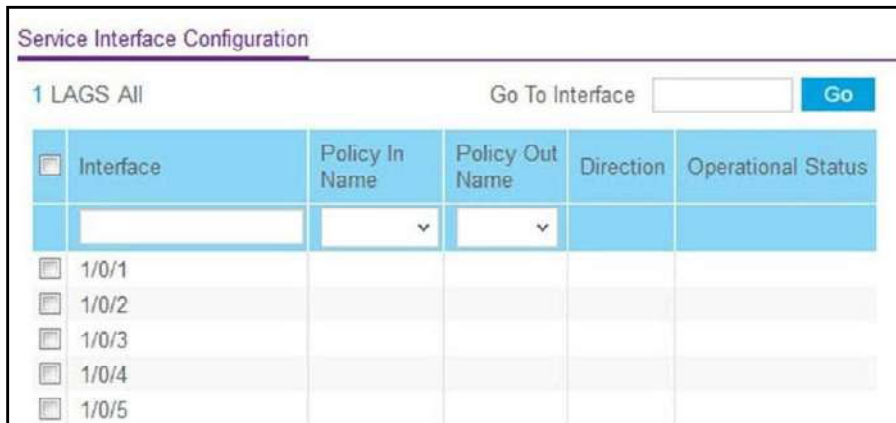 Service Interface Configuration
1 LAGS All Go To Interface Go
Interface Policy In Name Policy Out Name Direction Operational Status
1/0/1
1/0/2
1/0/3
1/0/4
1/0/5